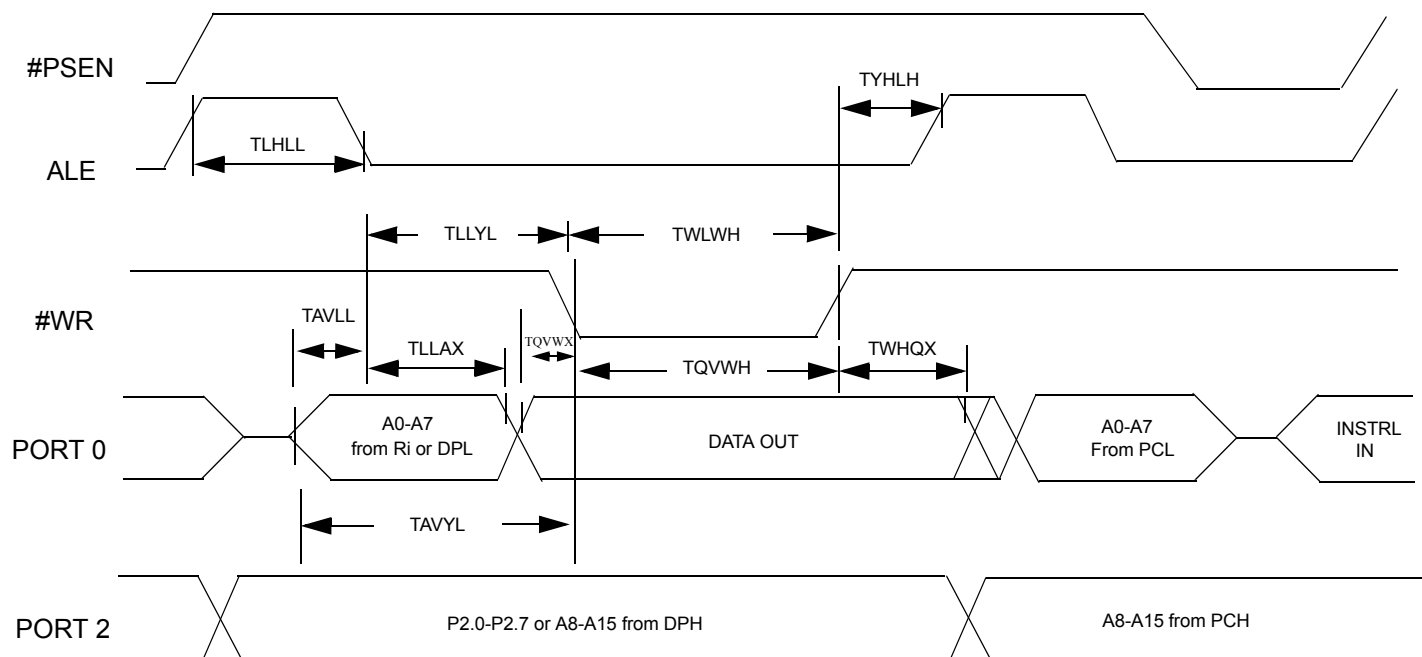 #PSEN
TYHLH
TLHLL
ALE
TLLYL
TWLWH
#WR
TAVLL
TLLAX
TQVWX
TQVWH
TWHQX
PORT 0
A0-A7
from Ri or DPL
DATA OUT
A0-A7
From PCL
INSTRL
IN
TAVYL
PORT 2
P2.0-P2.7 or A8-A15 from DPH
A8-A15 from PCH